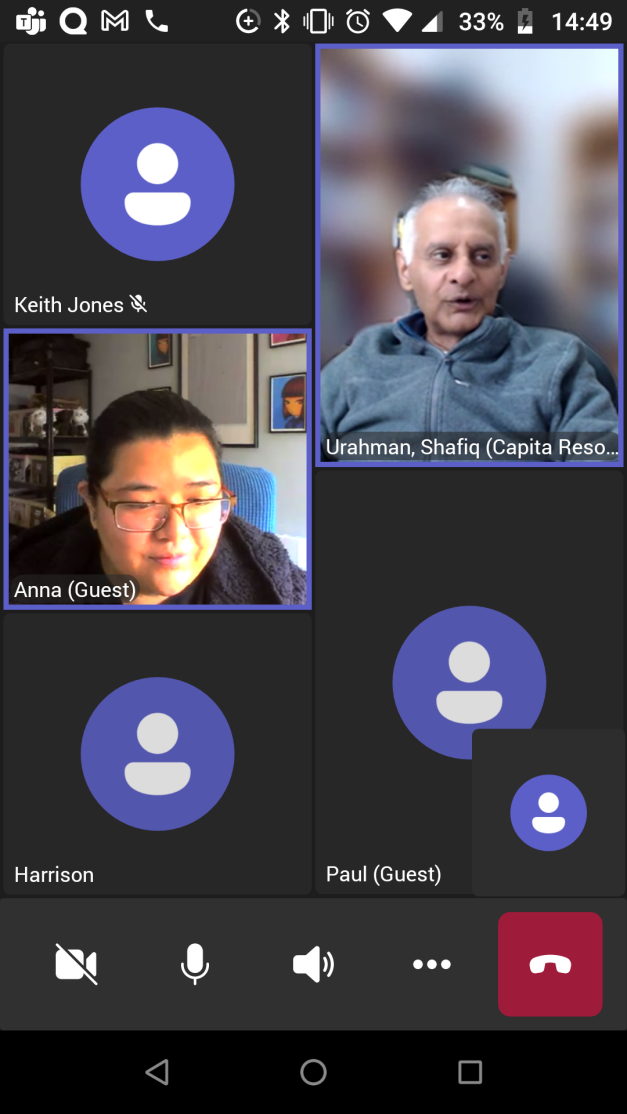 33% 14:49
Keith Jones
Urahman, Shafiq (Capita Reso...
Anna (Guest)
Harrison
Paul (Guest)